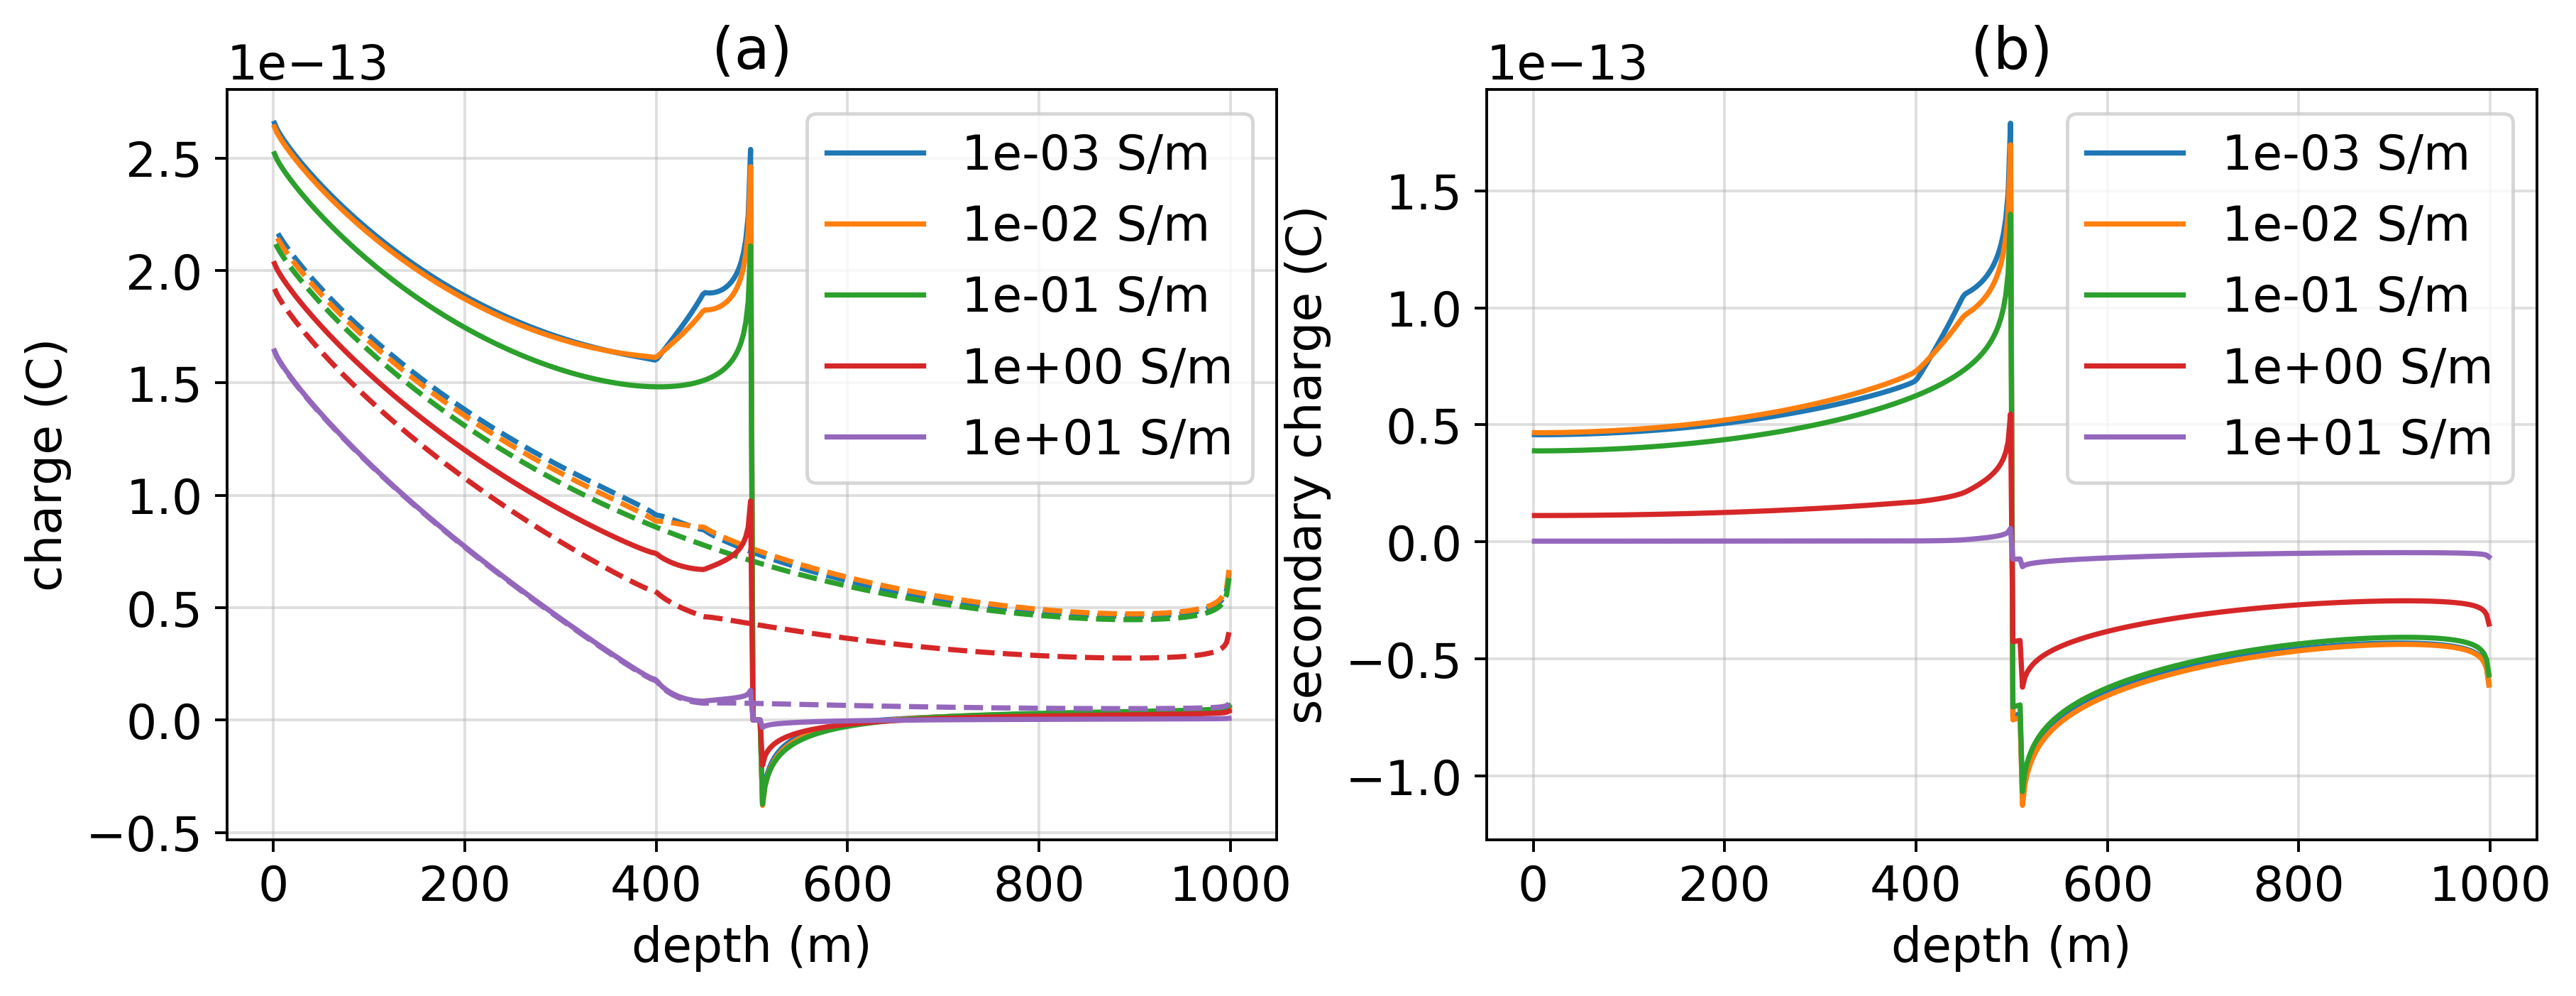 (a)
1e−13
charge (C)
2.5
2.0
1.5
1.0
0.5
0.0
−0.5
0 200 400 600 800 1000
depth (m)
1e-03 S/m
1e-02 S/m
1e-01 S/m
1e+00 S/m
1e+01 S/m
(b)
1e−13
secondary charge (C)
1.5
1.0
0.5
0.0
−0.5
−1.0
0 200 400 600 800 1000
depth (m)
1e-03 S/m
1e-02 S/m
1e-01 S/m
1e+00 S/m
1e+01 S/m